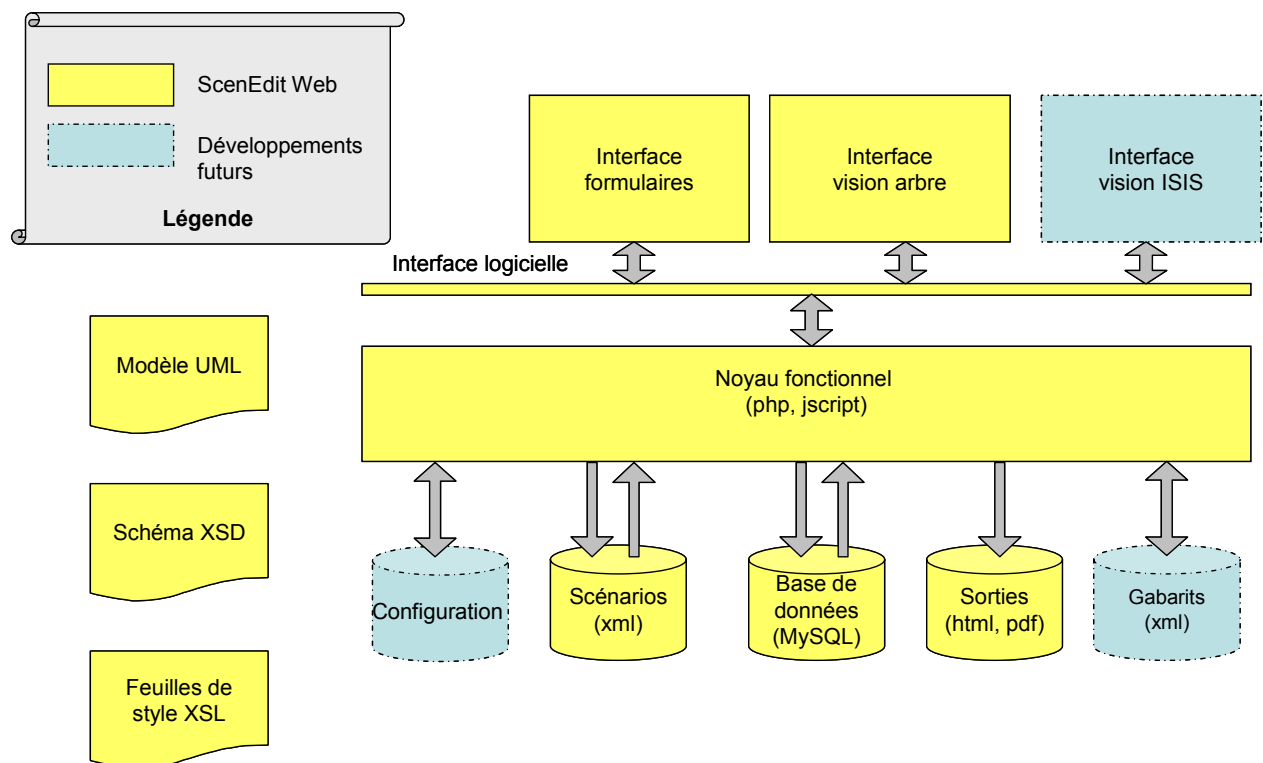 ScenEdit Web
Développements
futurs
Légende
Interface
formulaires
Interface
vision arbre
Interface
vision ISIS
Interface logicielle
Noyau fonctionnel
(php, jscript)
Modèle UML
Schéma XSD
Feuilles de
style XSL
Configuration
Scénarios
(xml)
Base de
données
(MySQL)
Sorties
(html, pdf)
Gabarits
(xml)